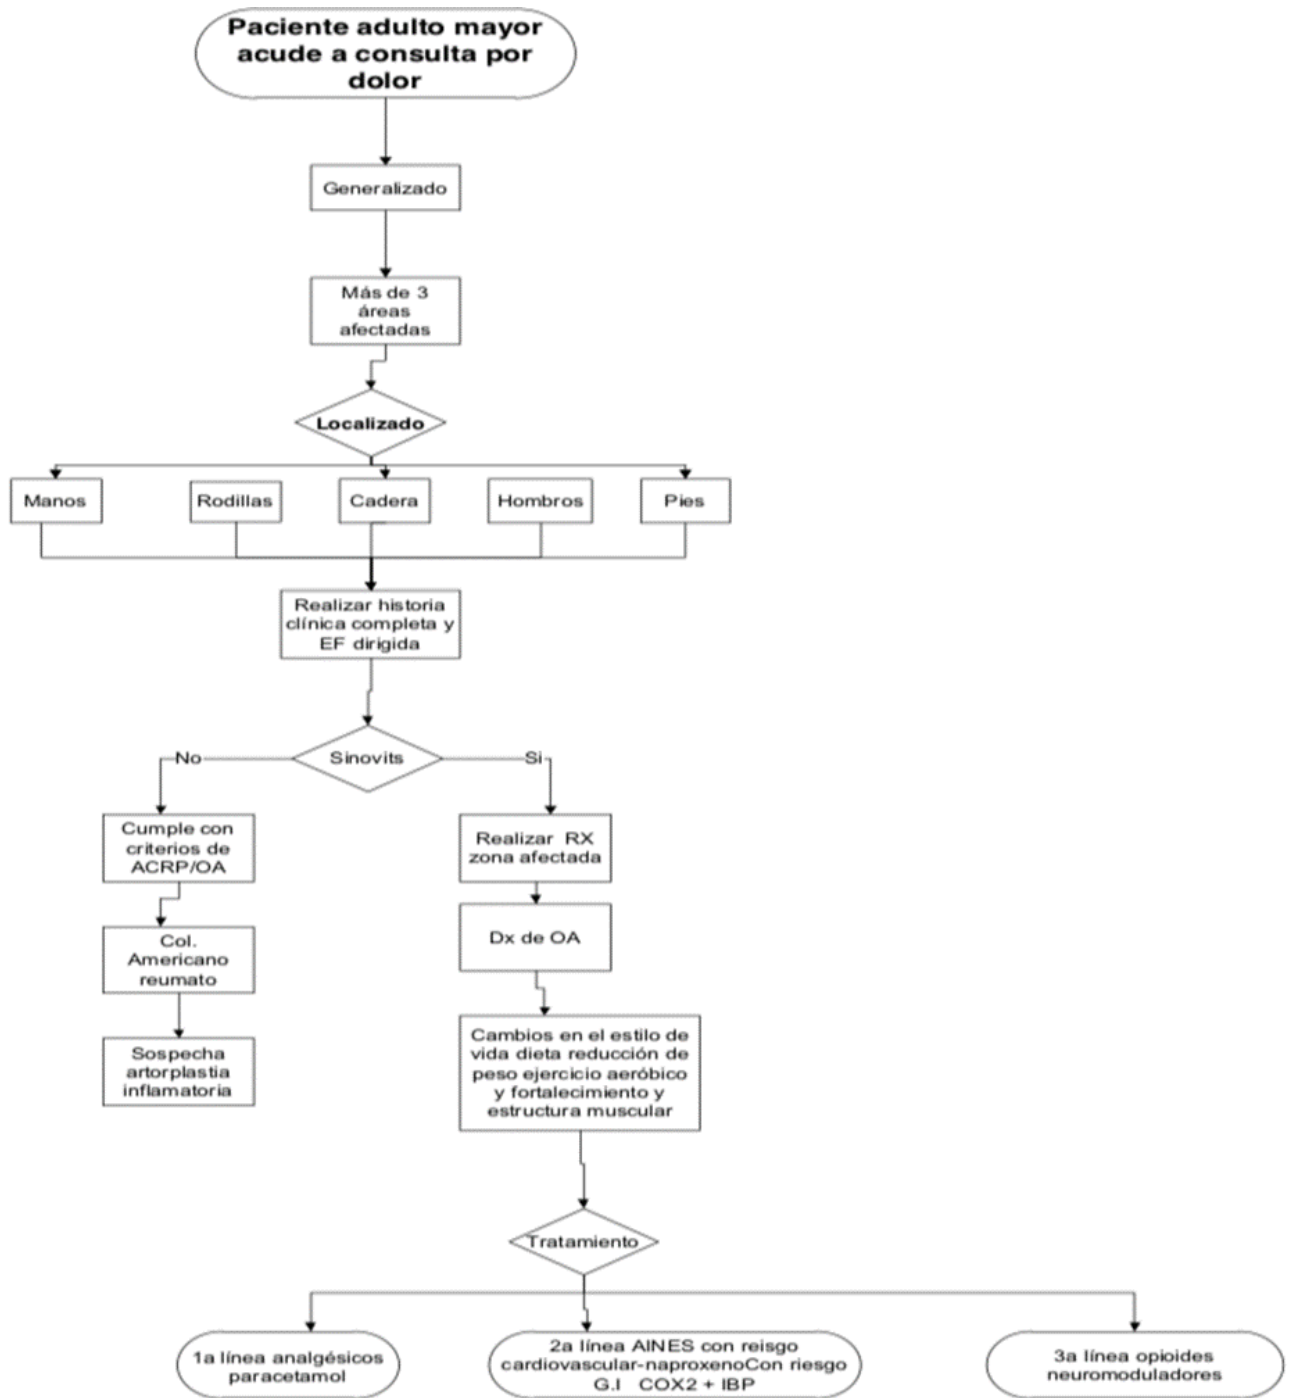 Paciente adulto mayor
acude a consulta por
dolor
Generalizado
Más de 3
áreas
afectadas
Localizado
Manos
Rodillas
Cadera
Hombros
Pies
Realizar historia
clínica completa y
EF dirigida
Sinovits
No
Si
Cumple con
criterios de
ACRP/OA
Col.
Americano
reumato
Sospecha
artorplastia
inflamatoria
Realizar RX
zona afectada
Dx de OA
Cambios en el estilo de
vida dieta reducción de
peso ejercicio aeróbico
y fortalecimiento y
estructura muscular
Tratamiento
1a línea analgésicos
paracetamol
2a línea AINES con reisgo
cardiovascular-naproxenoCon riesgo
G.I COX2 + IBP
3a línea opioides
neuromoduladores